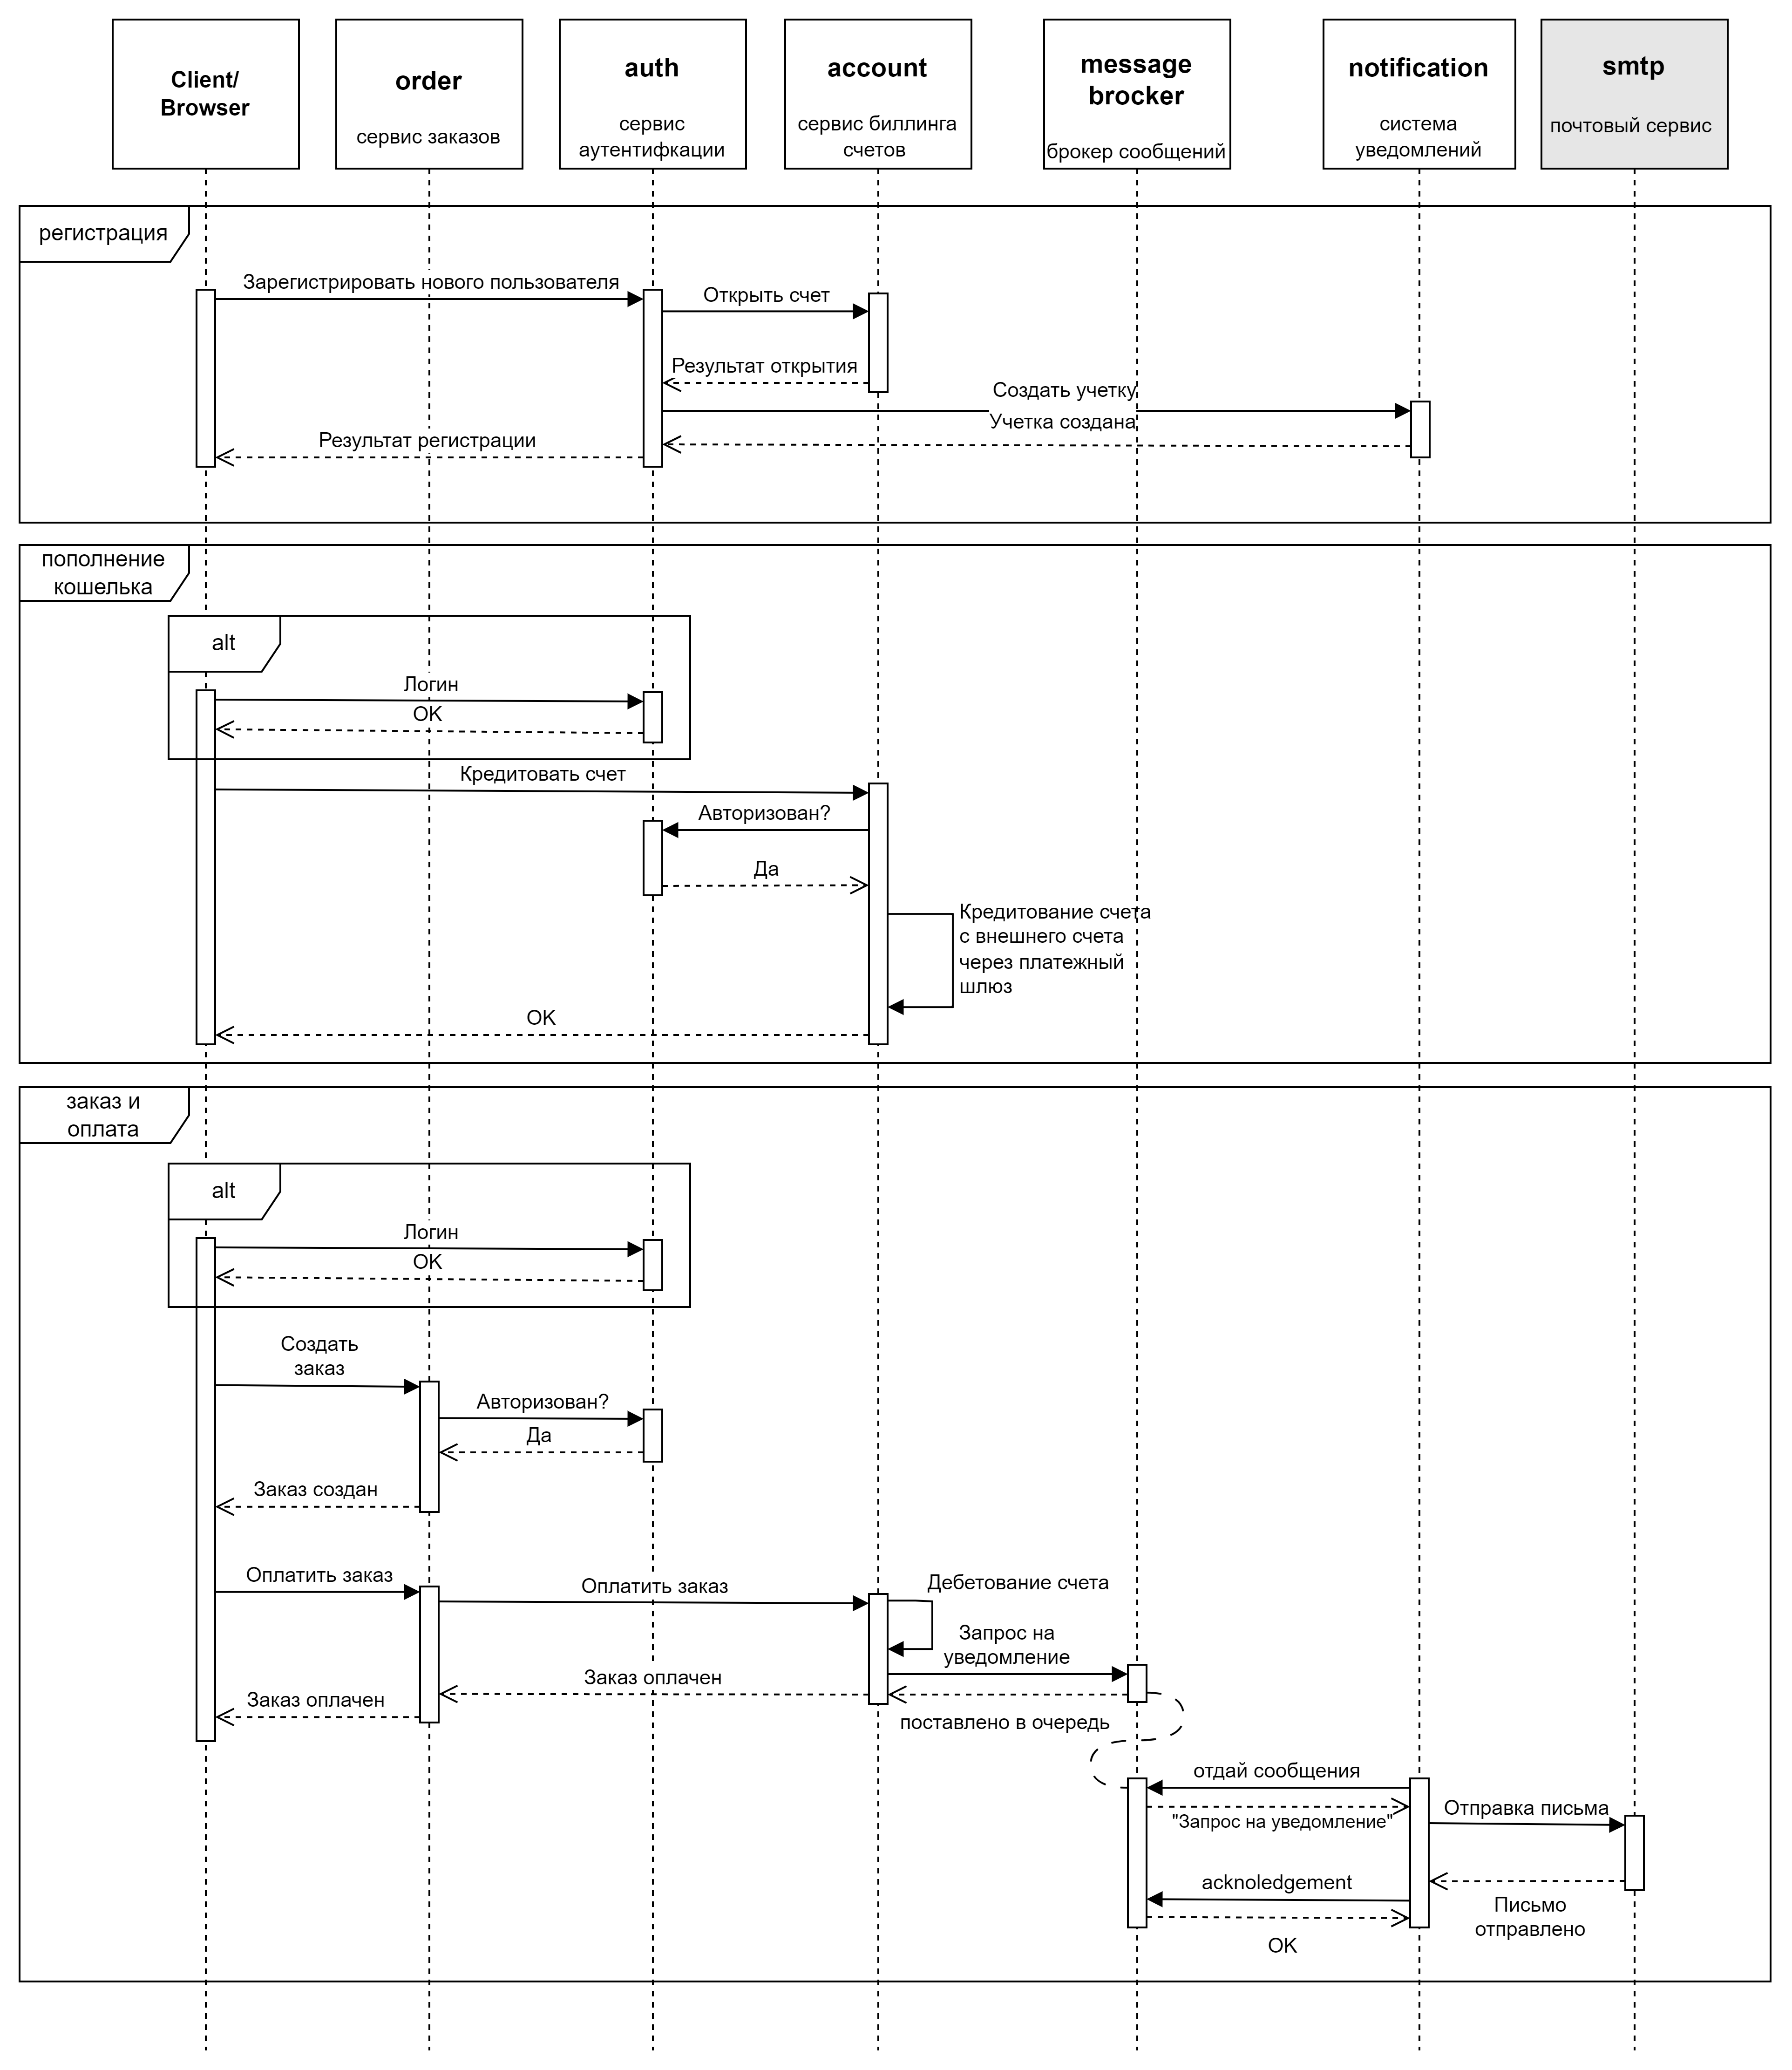 Client/
Browser
order
сервис заказов
auth
сервис
аутентифкации
account
сервис биллинга
счетов
message
brocker
брокер сообщений
notification
система
уведомлений
smtp
почтовый сервис
регистрация
Зарегистрировать нового пользователя
Открыть счет
Результат открытия
Создать учетку
Учетка создана
Результат регистрации
пополнение
кошелька
alt
Логин
OK
Кредитовать счет
Авторизован?
Да
Кредитование счета
с внешнего счета
через платежный
шлюз
OK
заказ и
оплата
alt
Логин
OK
Создать
заказ
Авторизован?
Да
Заказ создан
Оплатить заказ
Оплатить заказ
Дебетование счета
Запрос на
уведомление
Заказ оплачен
Заказ оплачен
поставлено в очередь
отдай сообщения
"Запрос на уведомление"
Отправка письма
acknoledgement
Письмо
отправлено
OK